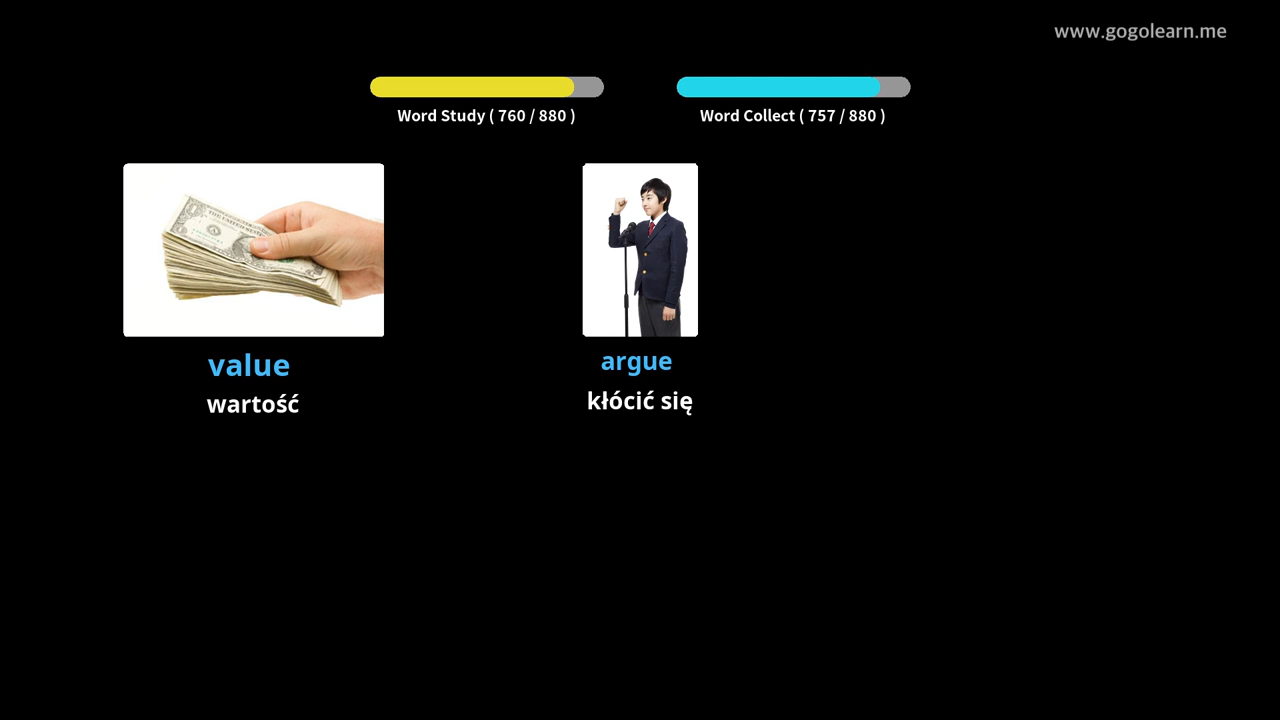 www.gogolearn.me
Word Study ( 760 / 880 )
Word Collect ( 757 / 880 )
value
wartość
argue
kłócić się